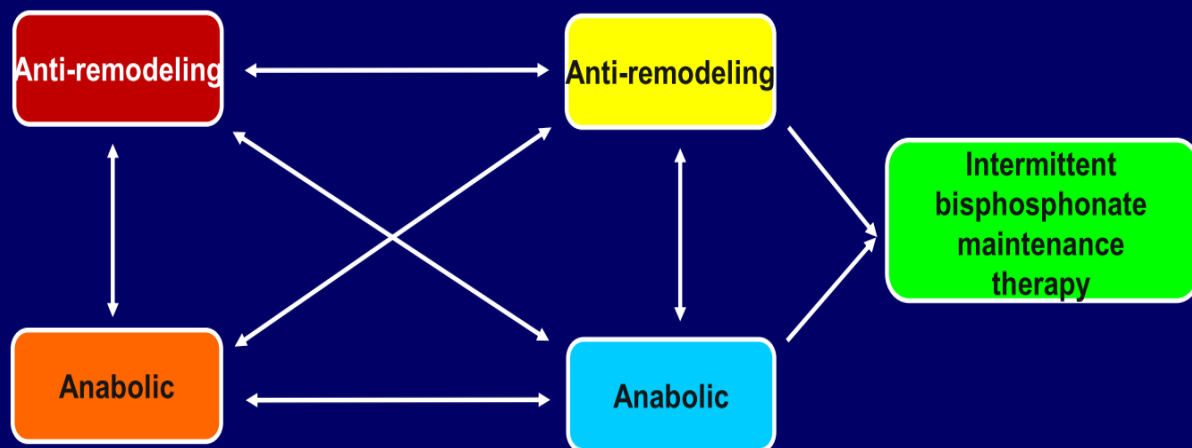 Anti-remodeling
Anti-remodeling
Intermittent
bisphosphonate
maintenance
therapy
Anabolic
Anabolic